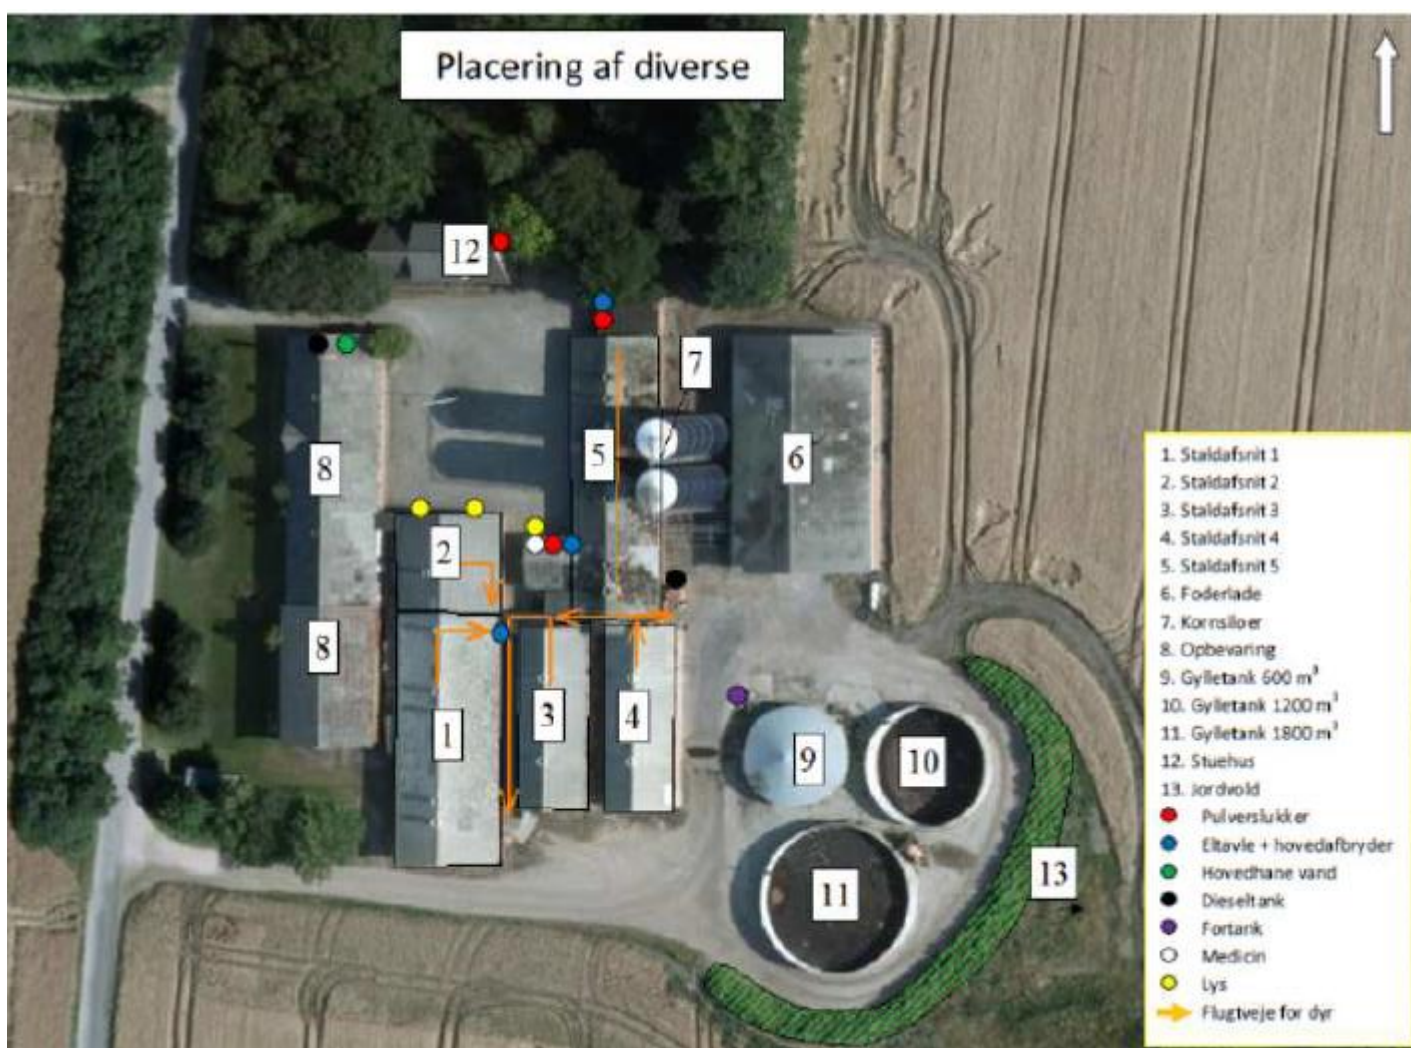 Placering af diverse
12
7
8
5
6
2
8
1
3
4
9
10
11
13
1. Staldafsnit 1
2. Staldafsnit 2
3. Staldafsnit 3
4. Staldafsnit 4
5. Staldafsnit 5
6. Foderlade
7. Kornsiloer
8. Opbevaring
9. Gylletank 600 m³
10. Gylletank 1200 m³
11. Gylletank 1800 m³
12. Stuehus
13. Jordvold
Pulverslukker
Eltavle + hovedafbryder
Hovedhane vand
Dieseltank
Fortank
Medicin
Lys
Flugtveje for dyr